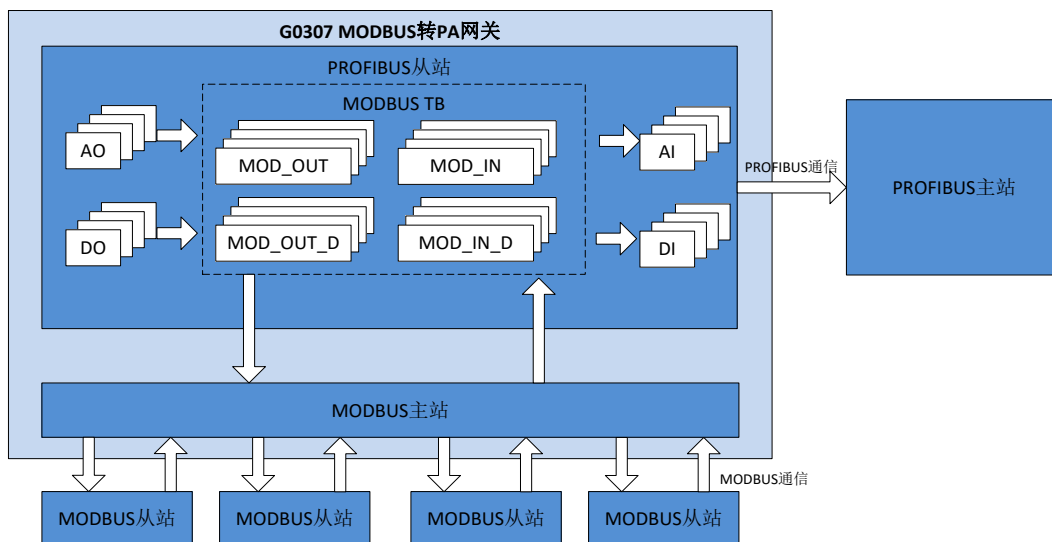 G0307 MODBUS转PA网关
PROFIBUS从站
MODBUS TB
AO
MOD_OUT
MOD_IN
AI
PROFIBUS通信
PROFIBUS主站
DO
MOD_OUT_D
MOD_IN_D
DI
MODBUS主站
MODBUS通信
MODBUS从站
MODBUS从站
MODBUS从站
MODBUS从站